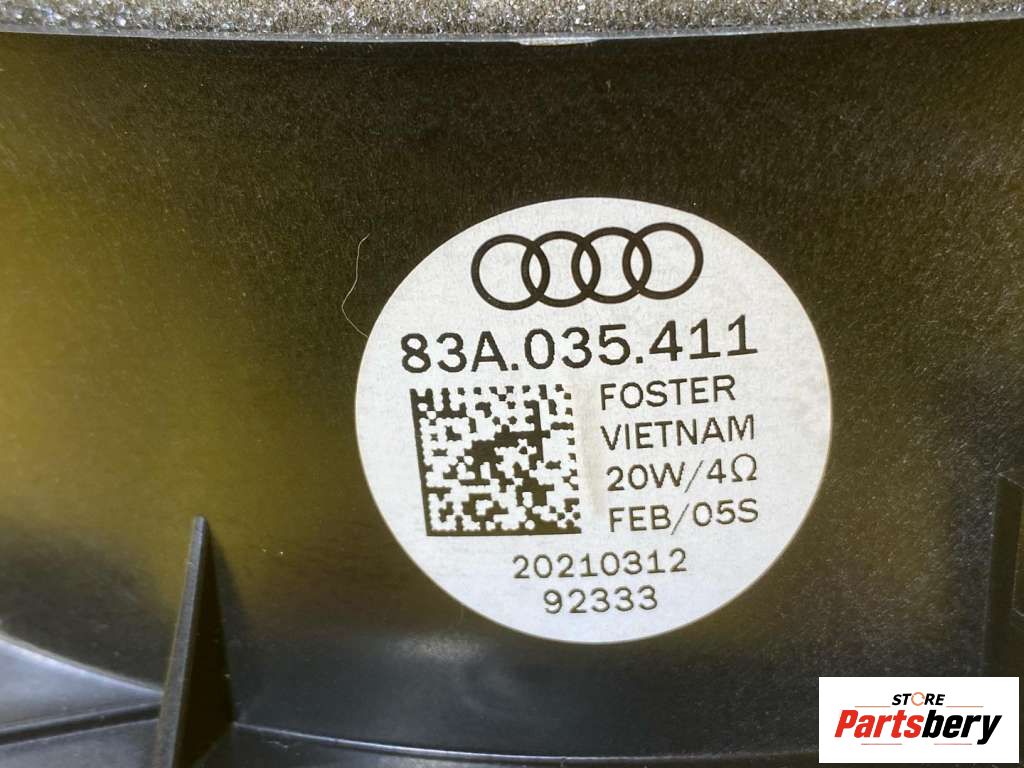 83A.035.411
FOSTER
VIETNAM
20W/4Ω
FEB/05S
20210312
92333
STORE
Partsbery